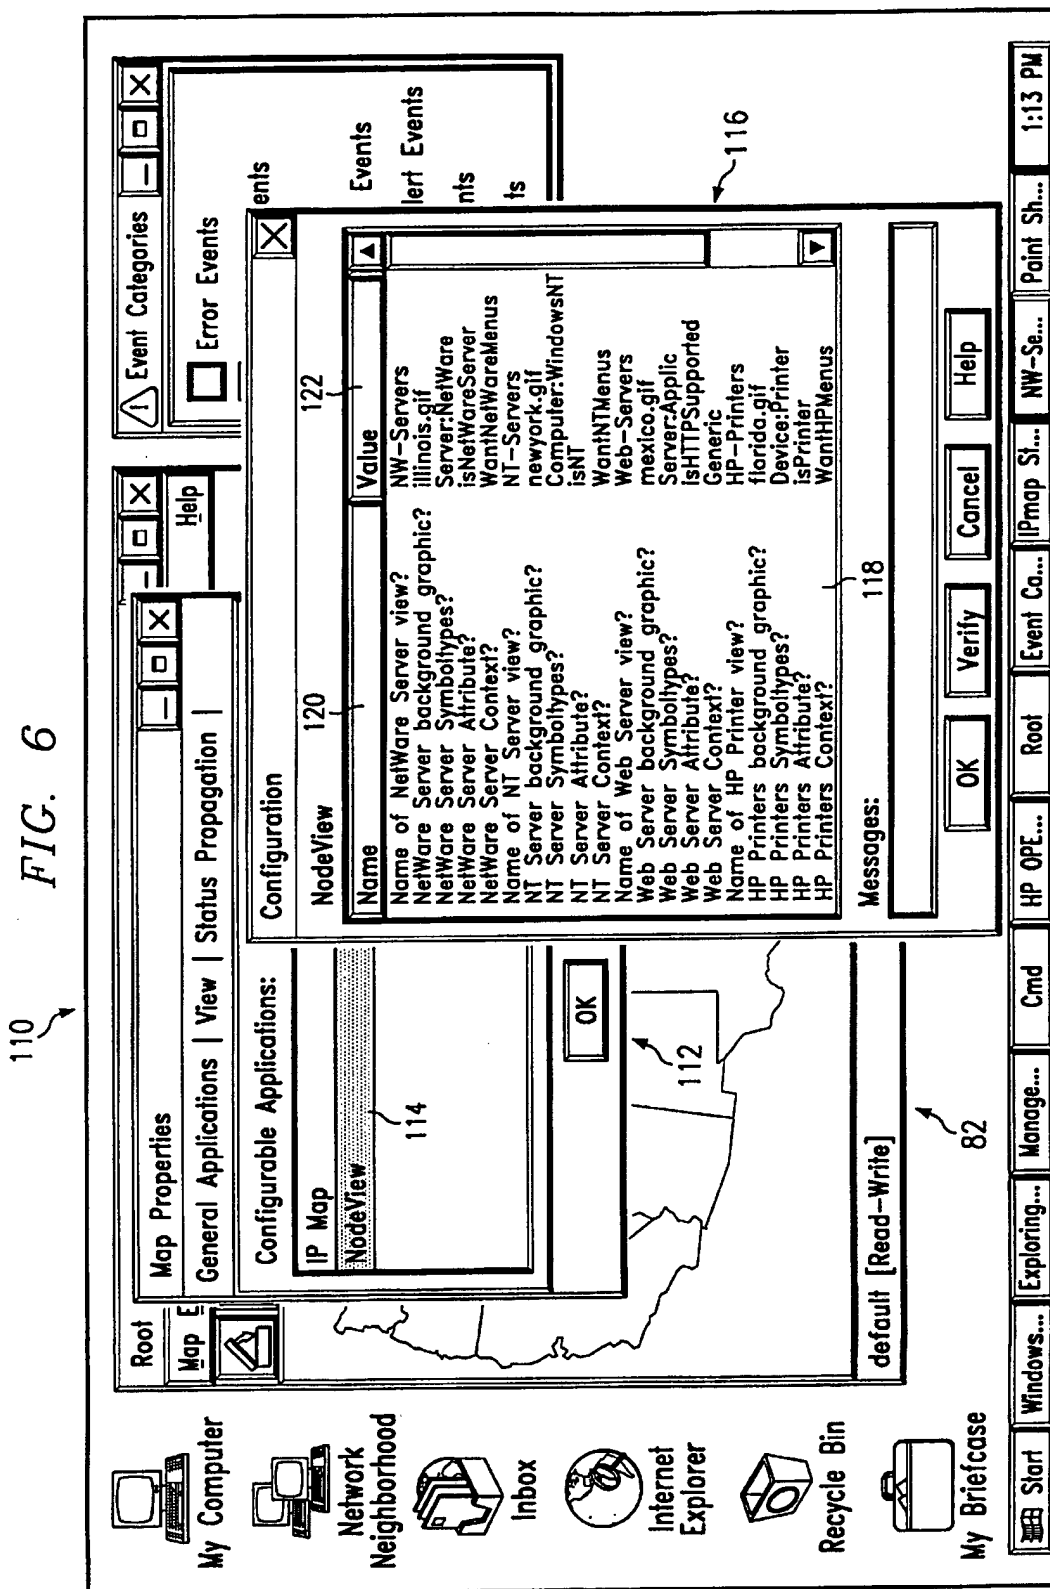 FIG. 6
110
My Computer
Network
Neighborhood
Inbox
Internet
Explorer
Recycle Bin
My Briefcase
Root
Map E
Help
Map Properties
General Applications | View | Status Propagation |
Configurable Applications:
IP Map
NodeView
114
OK
112
default [Read-Write]
82
Event Categories
Error Events
ents
Events
lert Events
nts
ts
Configuration
NodeView
120
122
Name Value
Name of NetWare Server view? NW-Servers
NetWare Server background graphic? illinois.gif
NetWare Server Symboltypes? Server:NetWare
NetWare Server Attribute? isNetWareServer
NetWare Server Context? WantNetWareMenus
Name of NT Server view? NT-Servers
NT Server background graphic? newyork.gif
NT Server Symboltypes? Computer:WindowsNT
NT Server Attribute? isNT
NT Server Context? WantNTMenus
Name of Web Server view? Web-Servers
Web Server background graphic? mexico.gif
Web Server Symboltypes? Server:Applic
Web Server Attribute? isHTTPSupported
Web Server Context? Generic
Name of HP Printer view? HP-Printers
HP Printers background graphic? florida.gif
HP Printers Symboltypes? Device:Printer
HP Printers Attribute? isPrinter
HP Printers Context? WantHPMenus
118
116
Messages:
OK Verify Cancel Help
Start Windows... Exploring... Manage... Cmd HP OPE... Root Event Ca... IPmap St... NW-Se... Paint Sh... 1:13 PM